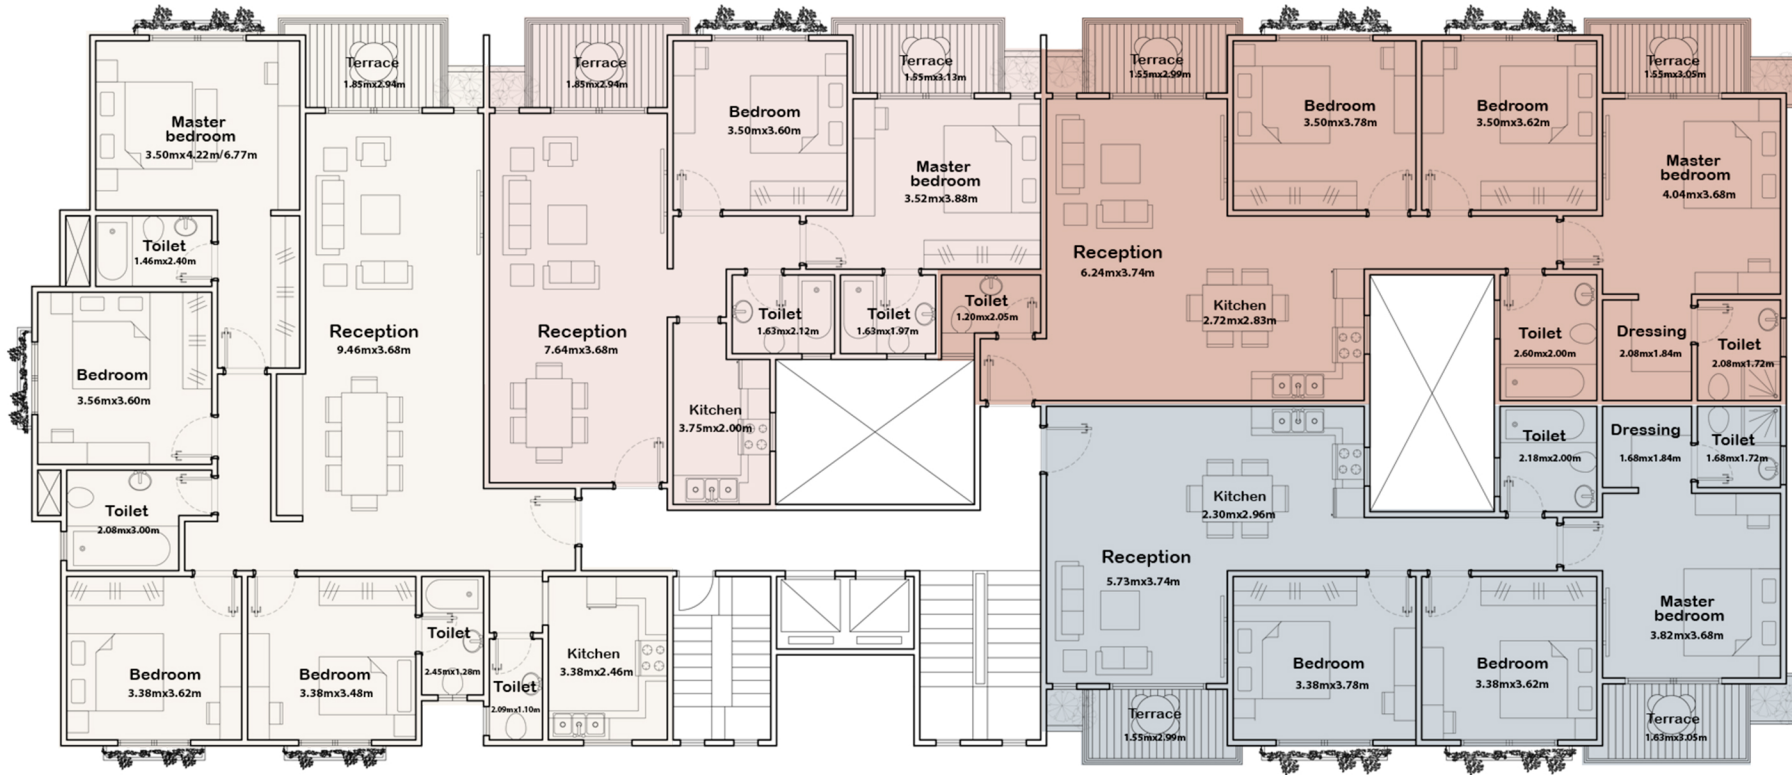 Master
bedroom
3.50mx4.22m/6.77m
Terrace
1.85mx2.94m
Toilet
1.46mx2.40m
Bedroom
3.56mx3.60m
Reception
9.46mx3.68m
Toilet
2.08mx3.00m
Bedroom
3.38mx3.62m
Bedroom
3.38mx3.48m
Toilet
2.45mx1.28m
Toilet
2.09mx1.10m
Kitchen
3.38mx2.46m
Terrace
1.85mx2.94m
Bedroom
3.50mx3.60m
Terrace
1.55mx3.13m
Master
bedroom
3.52mx3.88m
Reception
7.64mx3.68m
Toilet
1.63mx2.12m
Toilet
1.63mx1.97m
Kitchen
3.75mx2.00m
Terrace
1.55mx2.99m
Bedroom
3.50mx3.78m
Bedroom
3.50mx3.62m
Terrace
1.55mx3.05m
Master
bedroom
4.04mx3.68m
Reception
6.24mx3.74m
Toilet
1.20mx2.05m
Kitchen
2.72mx2.83m
Toilet
2.60mx2.00m
Dressing
2.08mx1.84m
Toilet
2.08mx1.72m
Toilet
2.18mx2.00m
Dressing
1.68mx1.84m
Toilet
1.68mx1.72m
Kitchen
2.30mx2.96m
Reception
5.73mx3.74m
Master
bedroom
3.82mx3.68m
Bedroom
3.38mx3.78m
Bedroom
3.38mx3.62m
Terrace
1.55mx2.99m
Terrace
1.63mx3.05m